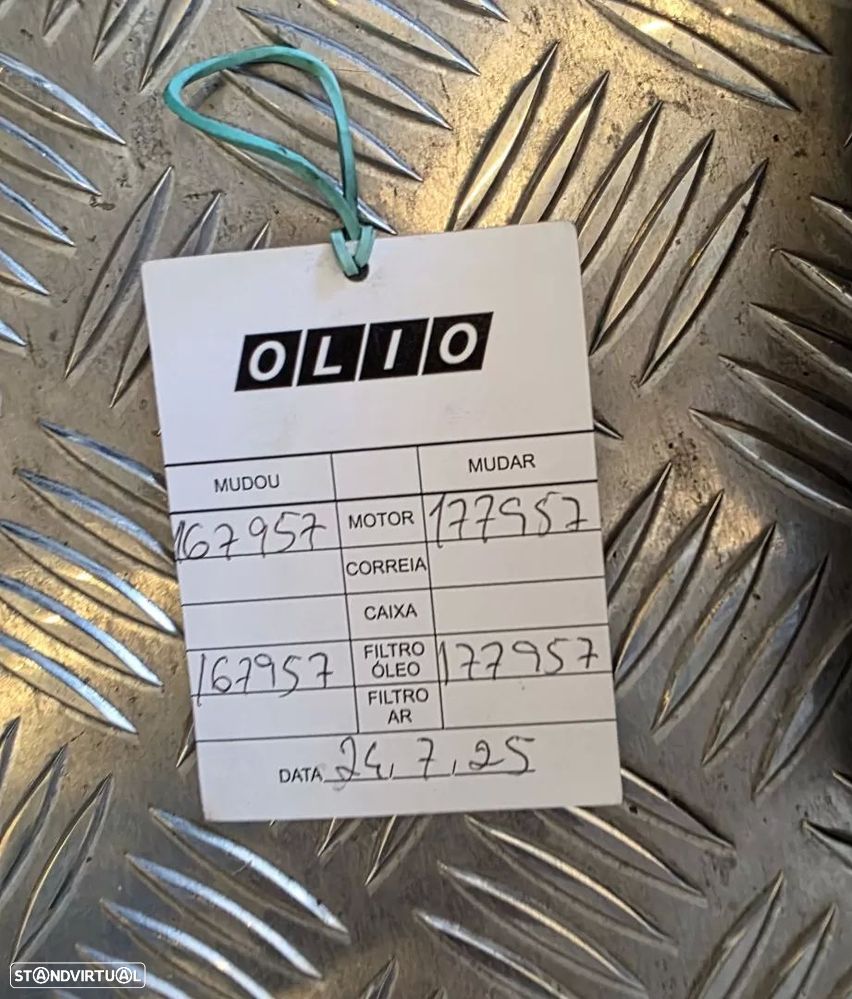 OLIO
MUDOU MUDAR
167957 MOTOR 177957
CORREIA
CAIXA
167957 FILTRO ÓLEO 177957
FILTRO AR
DATA 24.7.25
STANDVIRTUAL